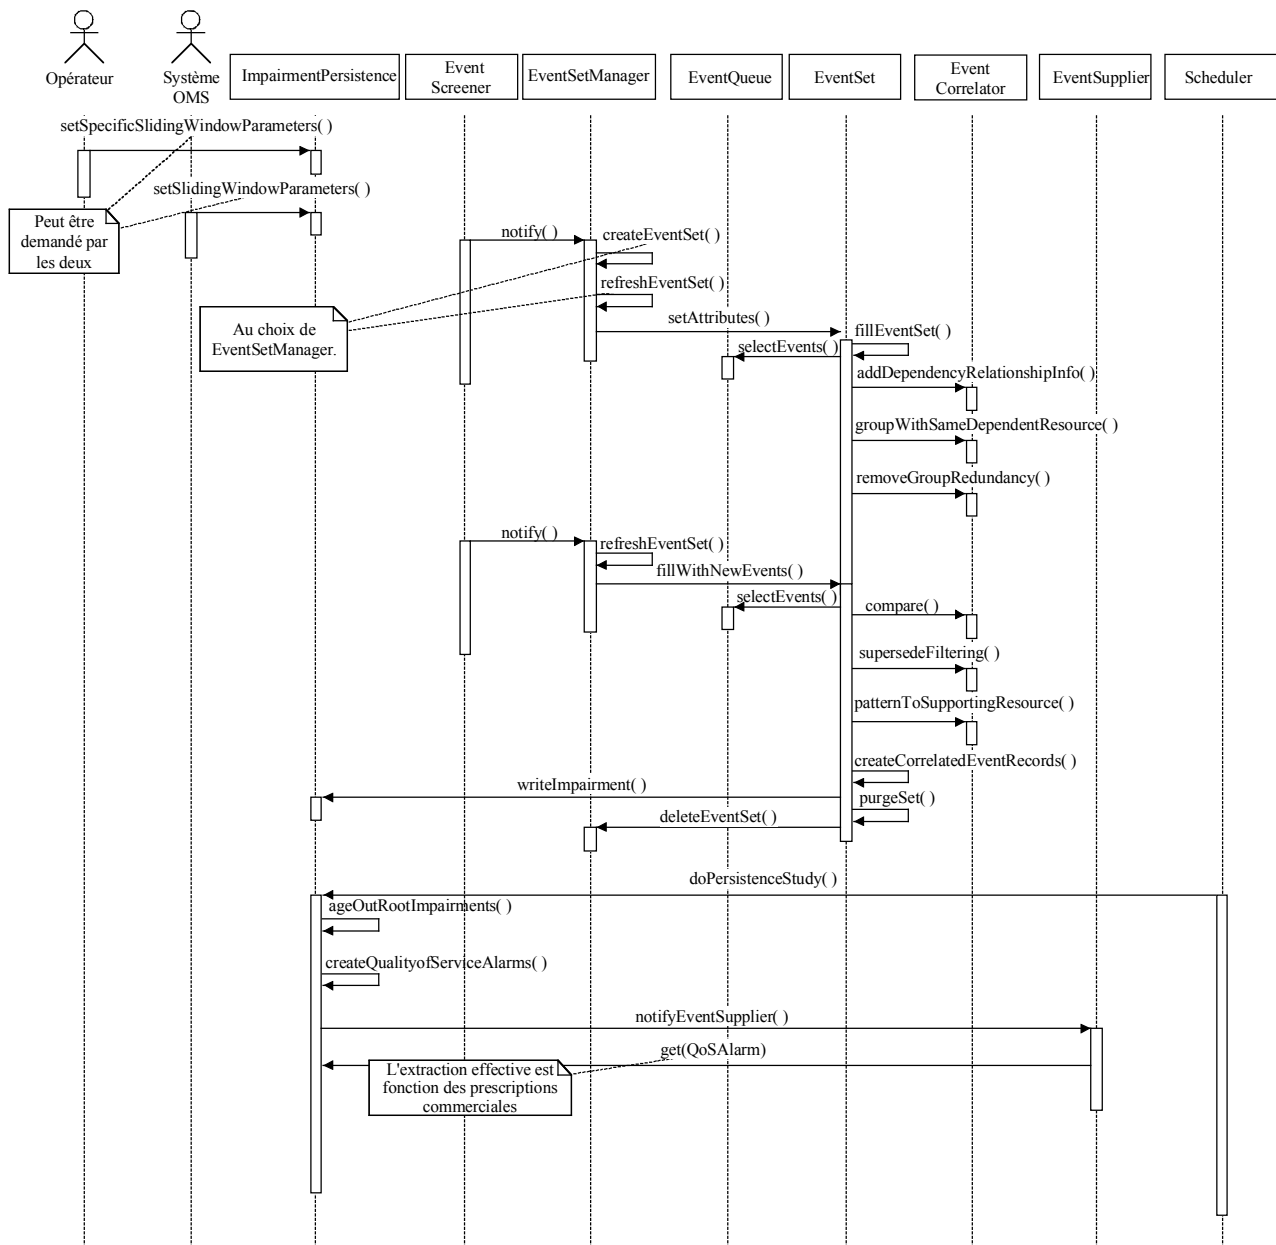 Opérateur
Système
OMS
ImpairmentPersistence
Event
Screener
EventSetManager
EventQueue
EventSet
Event
Correlator
EventSupplier
Scheduler
setSpecificSlidingWindowParameters( )
setSlidingWindowParameters( )
Peut être
demandé par
les deux
notify( )
createEventSet( )
refreshEventSet( )
Au choix de
EventSetManager.
setAttributes( )
fillEventSet( )
selectEvents( )
addDependencyRelationshipInfo( )
groupWithSameDependentResource( )
removeGroupRedundancy( )
notify( )
refreshEventSet( )
fillWithNewEvents( )
selectEvents( )
compare( )
supersedeFiltering( )
patternToSupportingResource( )
createCorrelatedEventRecords( )
writeImpairment( )
purgeSet( )
deleteEventSet( )
doPersistenceStudy( )
ageOutRootImpairments( )
createQualityofServiceAlarms( )
notifyEventSupplier( )
get(QoSAlarm)
L'extraction effective est
fonction des prescriptions
commerciales